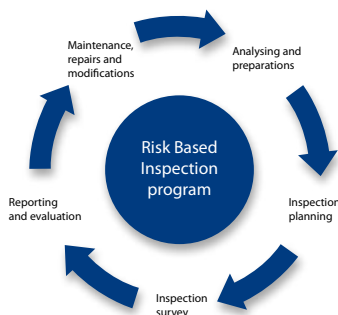 Maintenance,
repairs and
modifications
Analysing and
preparations
Risk Based
Inspection
program
Inspection
planning
Inspection
survey
Reporting
and evaluation